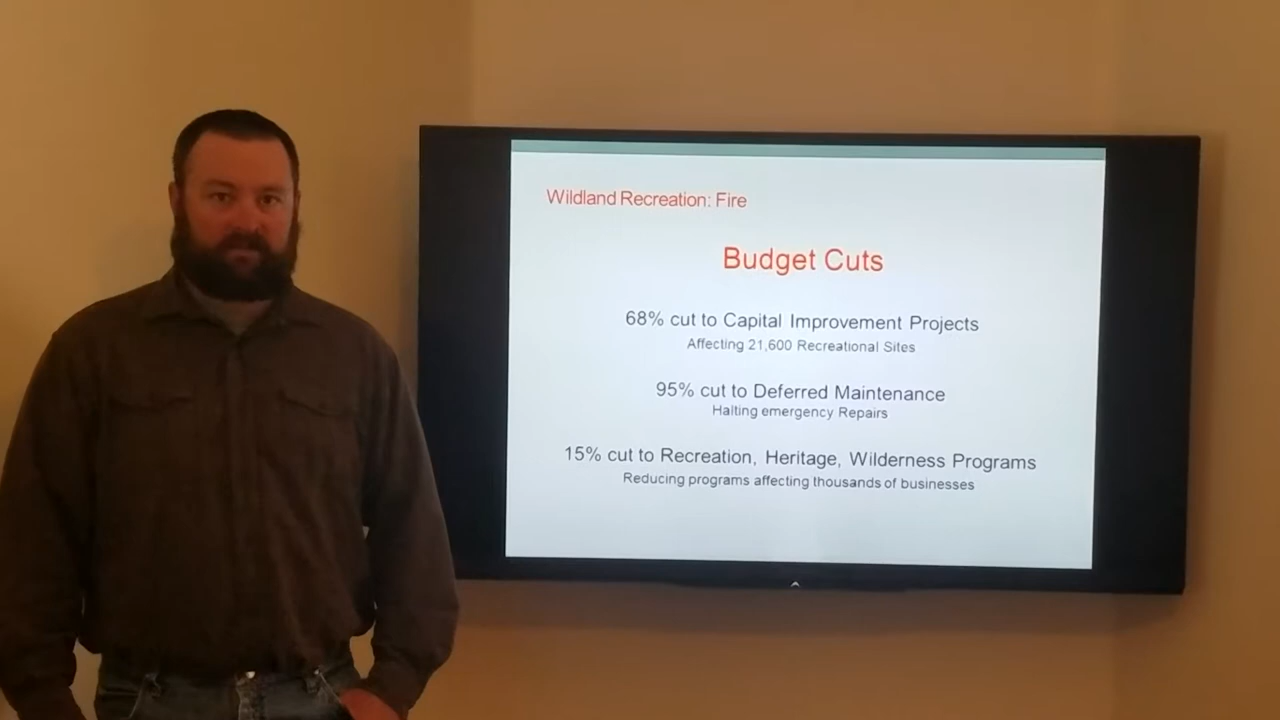 Wildland Recreation: Fire
Budget Cuts
68% cut to Capital Improvement Projects
Affecting 21,600 Recreational Sites
95% cut to Deferred Maintenance
Halting emergency Repairs
15% cut to Recreation, Heritage, Wilderness Programs
Reducing programs affecting thousands of businesses